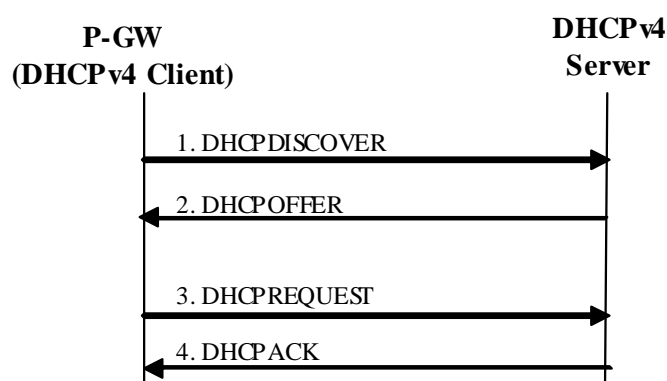 P-GW
(DHCPv4 Client)
DHCPv4
Server
1. DHCPDISCOVER
2. DHCPOFFER
3. DHCPREQUEST
4. DHCPACK